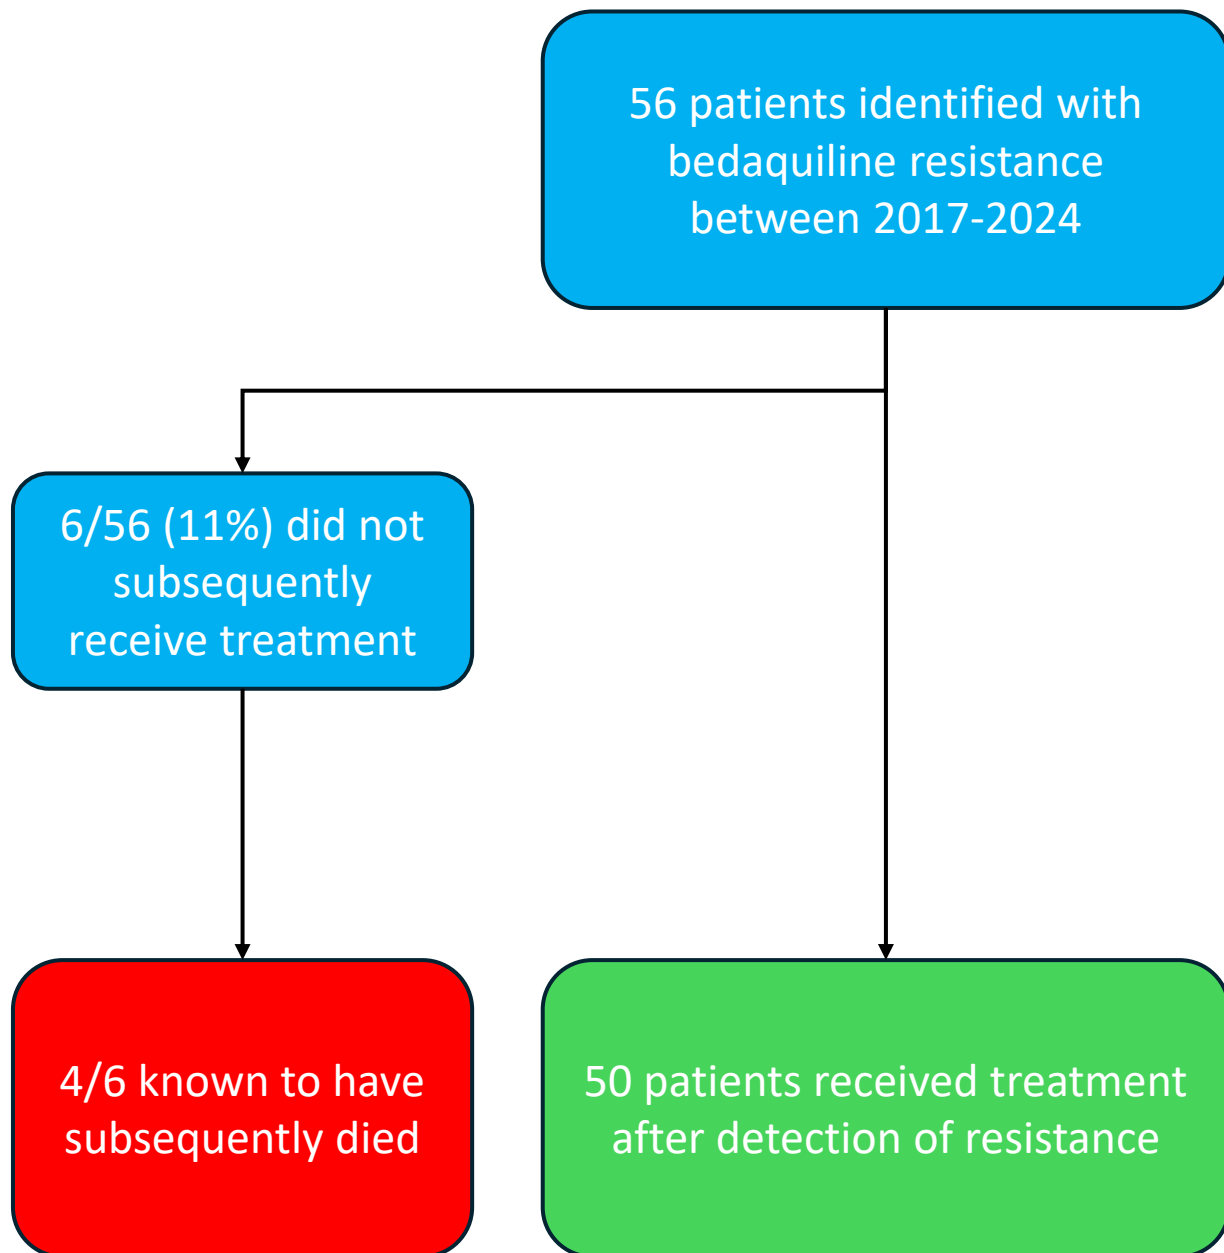 56 patients identified with
bedaquiline resistance
between 2017-2024
6/56 (11%) did not
subsequently
receive treatment
4/6 known to have
subsequently died
50 patients received treatment
after detection of resistance